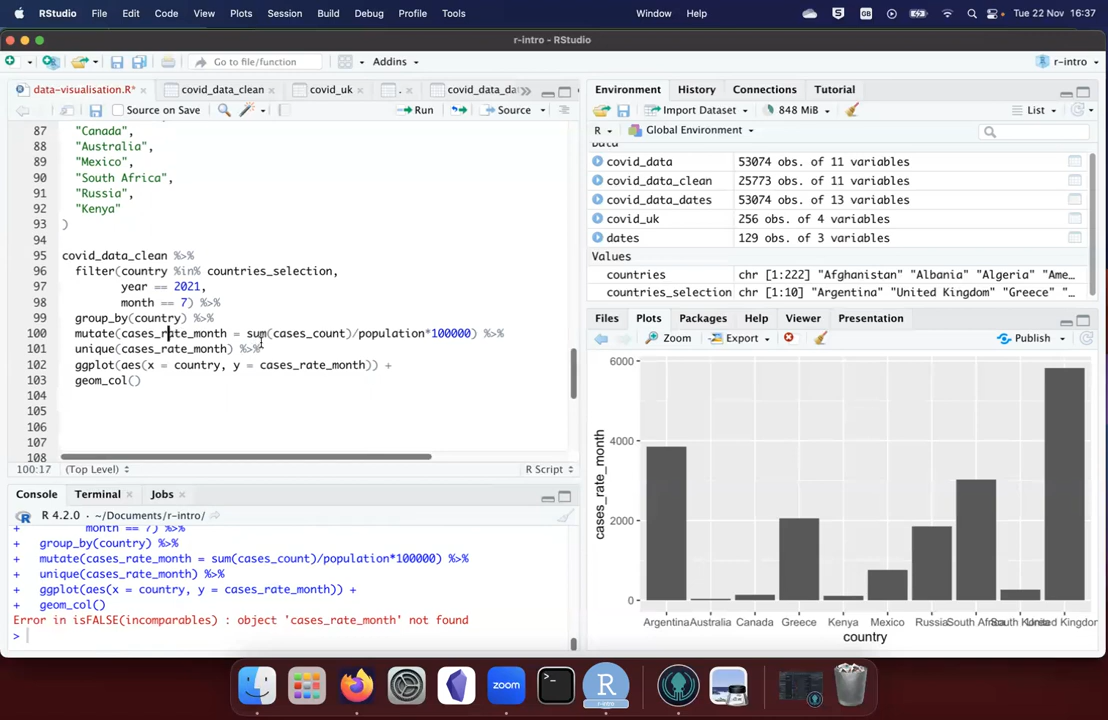 RStudio File Edit Code View Plots Session Build Debug Profile Tools Window Help GB Tue 22 Nov 16:37
r-intro - RStudio
Go to file/function Addins r-intro
data-visualisation.R* covid_data_clean covid_uk . covid_data_da
Source on Save Run Source
87 "Canada",
88 "Australia",
89 "Mexico",
90 "South Africa",
91 "Russia",
92 "Kenya"
93 )
94
95 covid_data_clean %>%
96 filter(country %in% countries_selection,
97 year == 2021,
98 month == 7) %>%
99 group_by(country) %>%
100 mutate(cases_rate_month = sum(cases_count)/population*100000) %>%
101 unique(cases_rate_month) %>%
102 ggplot(aes(x = country, y = cases_rate_month)) +
103 geom_col()
104
105
106
107
108
100:17 (Top Level) R Script
Console Terminal Jobs
R 4.2.0 · ~/Documents/r-intro/
+ month == 7) %>%
+ group_by(country) %>%
+ mutate(cases_rate_month = sum(cases_count)/population*100000) %>%
+ unique(cases_rate_month) %>%
+ ggplot(aes(x = country, y = cases_rate_month)) +
+ geom_col()
Error in isFALSE(incomparables) : object 'cases_rate_month' not found
>
Environment History Connections Tutorial
Import Dataset 848 MiB List
R Global Environment
Data
covid_data 53074 obs. of 11 variables
covid_data_clean 25773 obs. of 11 variables
covid_data_dates 53074 obs. of 13 variables
covid_uk 256 obs. of 4 variables
dates 129 obs. of 3 variables
Values
countries chr [1:222] "Afghanistan" "Albania" "Algeria" "Ame…
countries_selection chr [1:10] "Argentina" "United Kingdom" "Greece" "…
Files Plots Packages Help Viewer Presentation
Zoom Export Publish
6000
4000
2000
0
cases_rate_month
Argentina Australia Canada Greece Kenya Mexico Russia South Africa South Korea United Kingdom
country
zoom
R
r-intro